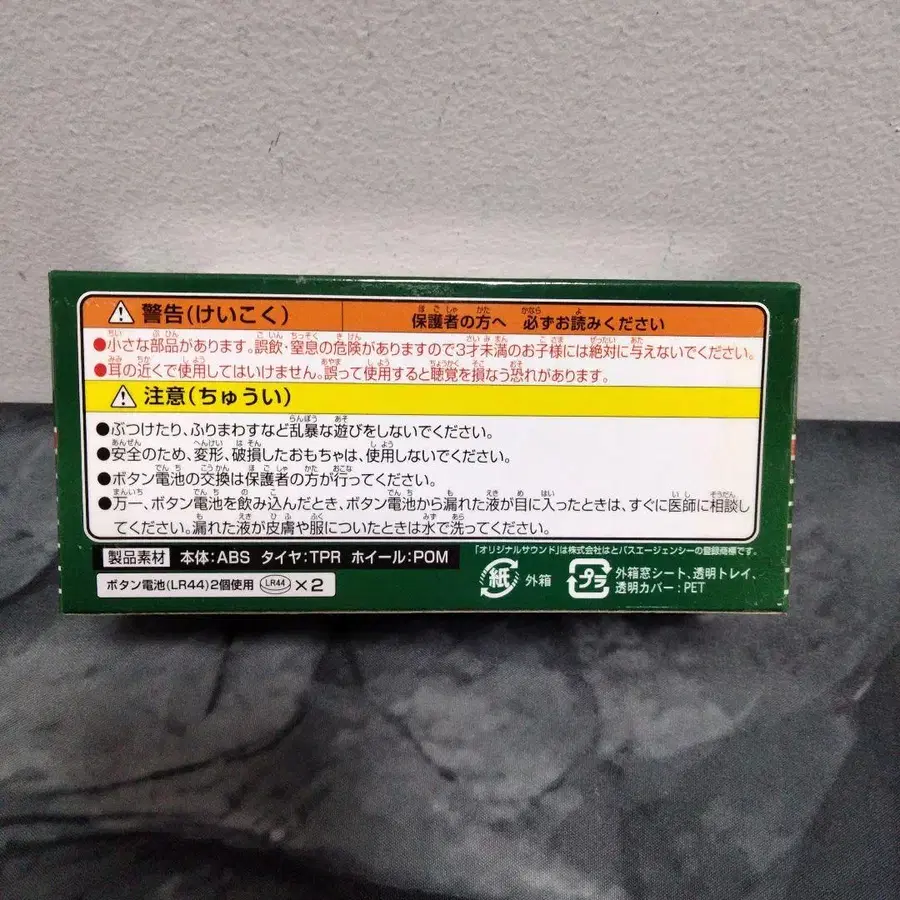 警告(けいこく) 保護者の方へ 必ずお読みください
●小さな部品があります。誤飲・窒息の危険がありますので3才未満のお子様には絶対に与えないでください。
●耳の近くで使用してはいけません。誤って使用すると聴覚を損なう恐れがあります。
注意(ちゅうい)
●ぶつけたり、ふりまわすなど乱暴な遊びをしないでください。
●安全のため、変形、破損したおもちゃは、使用しないでください。
●ボタン電池の交換は保護者の方が行ってください。
●万一、ボタン電池を飲み込んだとき、ボタン電池から漏れた液が目に入ったときは、すぐに医師に相談し
てください。漏れた液が皮膚や服についたときは水で洗ってください。
製品素材 本体:ABS タイヤ:TPR ホイール:POM
「オリジナルサウンド」は株式会社はとバスエージェンシーの登録商標です。
ボタン電池(LR44)2個使用 LR44 ×2
紙 外箱
プラ 外箱窓シート、透明トレイ、
透明カバー:PET